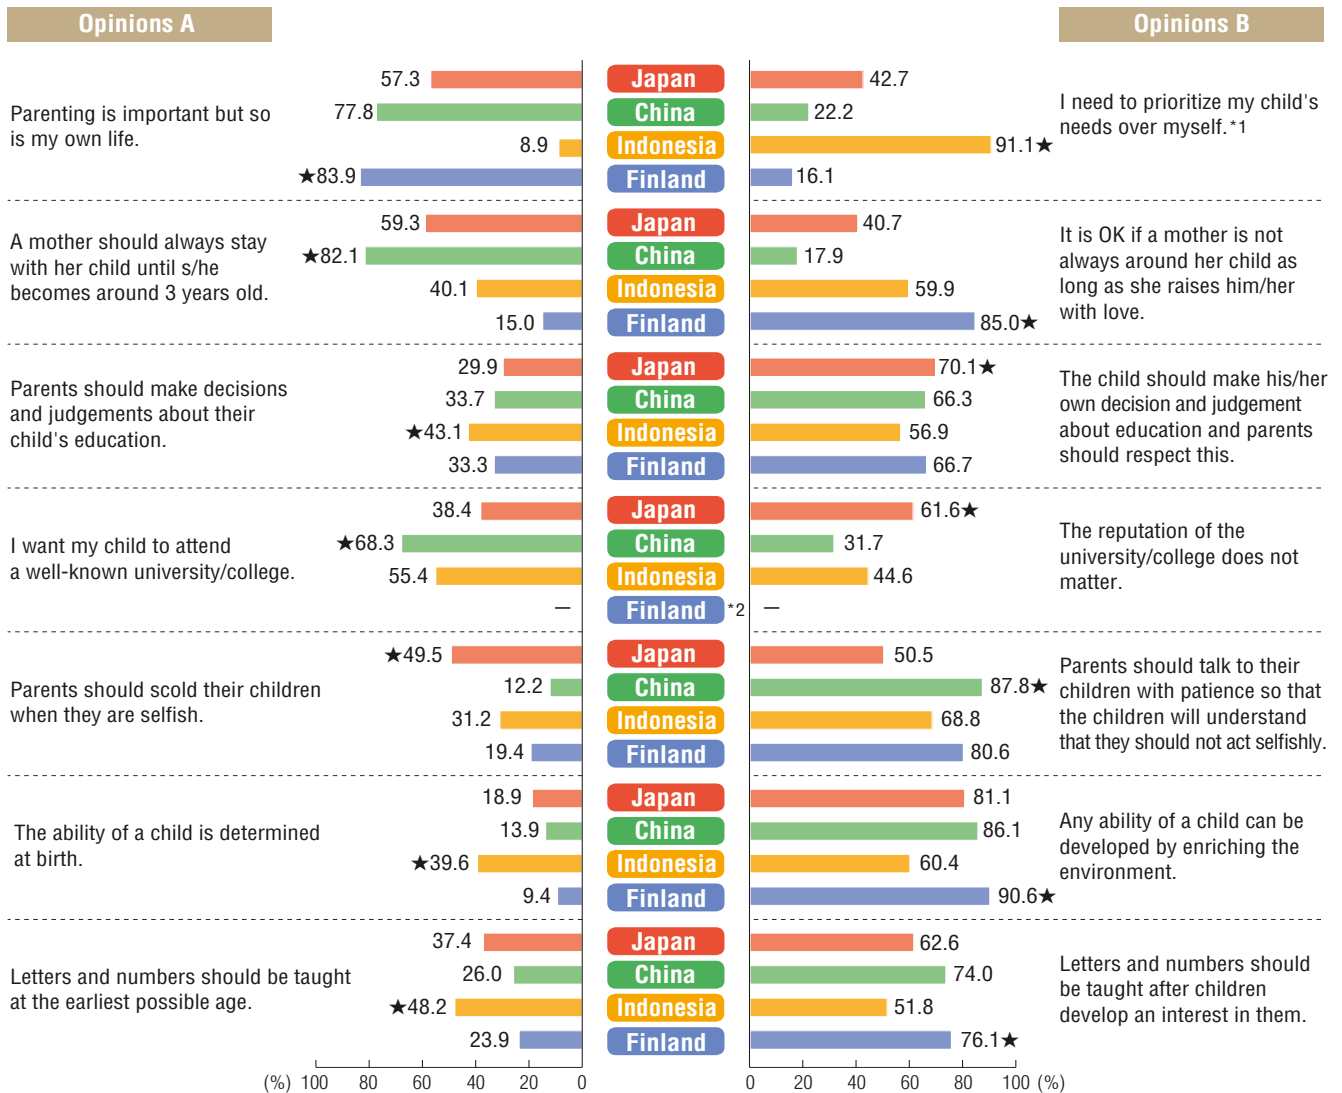 Opinions A
Opinions B
Parenting is important but so
is my own life.
57.3 Japan 42.7
77.8 China 22.2
8.9 Indonesia 91.1★
★83.9 Finland 16.1
I need to prioritize my child's
needs over myself.*1
A mother should always stay
with her child until s/he
becomes around 3 years old.
59.3 Japan 40.7
★82.1 China 17.9
40.1 Indonesia 59.9
15.0 Finland 85.0★
It is OK if a mother is not
always around her child as
long as she raises him/her
with love.
Parents should make decisions
and judgements about their
child's education.
29.9 Japan 70.1★
33.7 China 66.3
★43.1 Indonesia 56.9
33.3 Finland 66.7
The child should make his/her
own decision and judgement
about education and parents
should respect this.
I want my child to attend
a well-known university/college.
38.4 Japan 61.6★
★68.3 China 31.7
55.4 Indonesia 44.6
— Finland *2 —
The reputation of the
university/college does not
matter.
Parents should scold their children
when they are selfish.
★49.5 Japan 50.5
12.2 China 87.8★
31.2 Indonesia 68.8
19.4 Finland 80.6
Parents should talk to their
children with patience so that
the children will understand
that they should not act selfishly.
The ability of a child is determined
at birth.
18.9 Japan 81.1
13.9 China 86.1
★39.6 Indonesia 60.4
9.4 Finland 90.6★
Any ability of a child can be
developed by enriching the
environment.
Letters and numbers should be taught
at the earliest possible age.
37.4 Japan 62.6
26.0 China 74.0
★48.2 Indonesia 51.8
23.9 Finland 76.1★
Letters and numbers should
be taught after children
develop an interest in them.
(%) 100 80 60 40 20 0
0 20 40 60 80 100 (%)